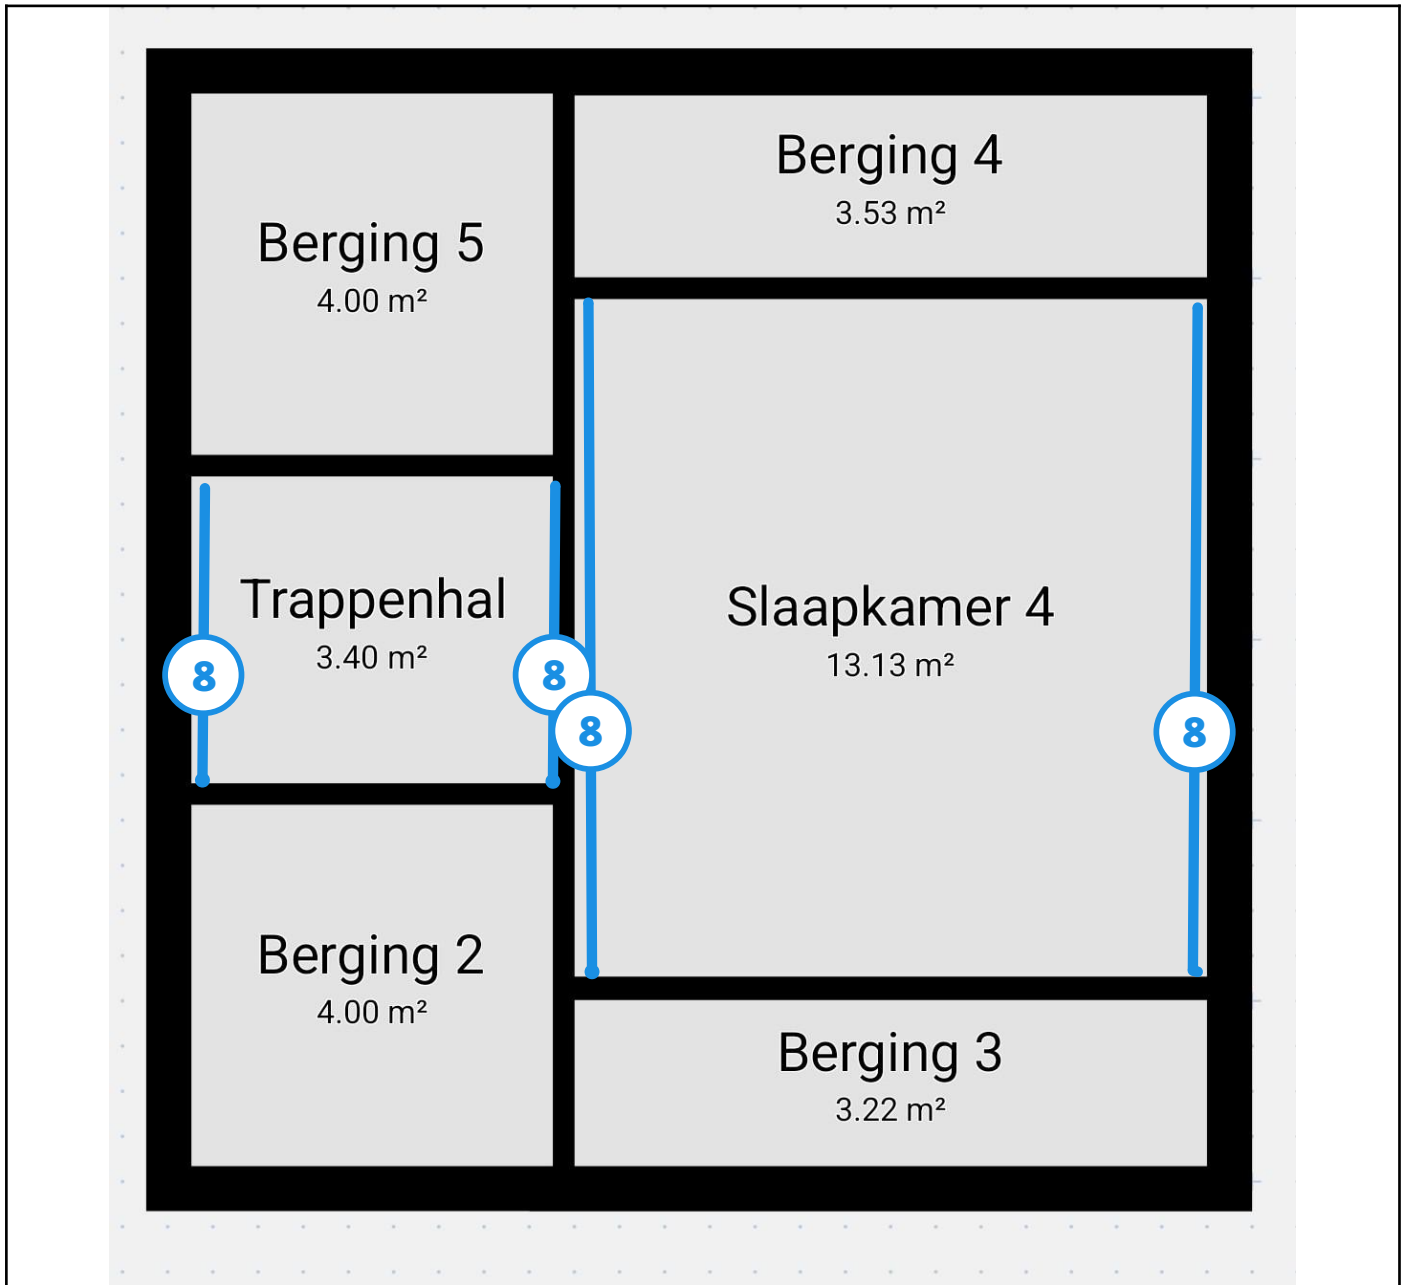 Berging 5
4.00 m²
Berging 4
3.53 m²
Trappenhal
3.40 m²
8
8
Slaapkamer 4
13.13 m²
8
8
Berging 2
4.00 m²
Berging 3
3.22 m²